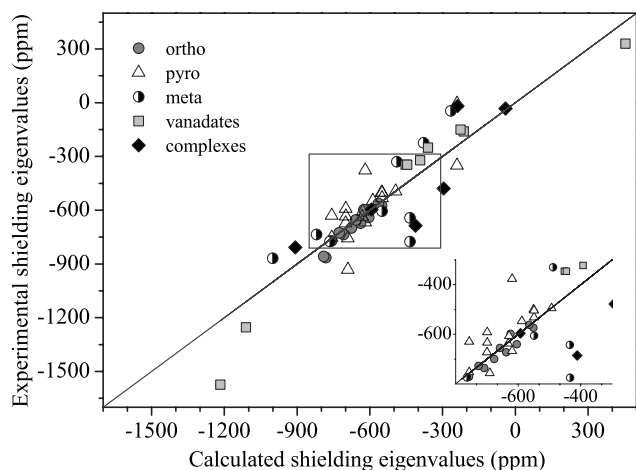 Experimental shielding eigenvalues (ppm)
300
0
-300
-600
-900
-1200
-1500
ortho
pyro
meta
vanadates
complexes
-400
-600
-600
-400
-1500
-1200
-900
-600
-300
0
300
Calculated shielding eigenvalues (ppm)